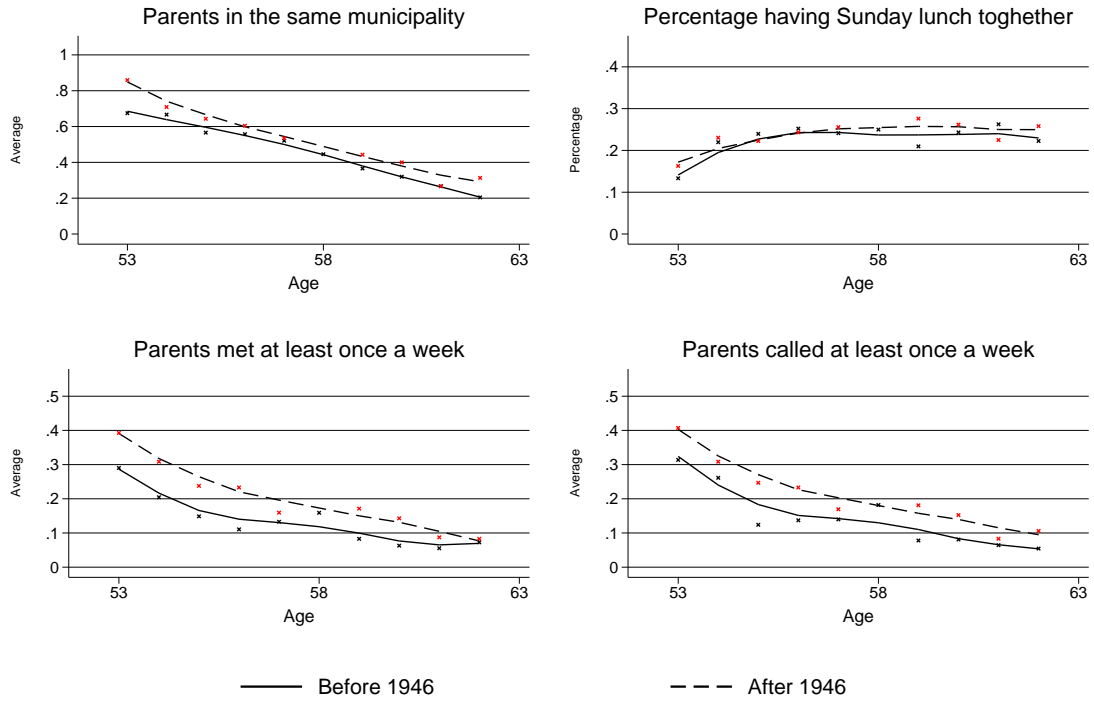 Parents in the same municipality
Average
1
.8
.6
.4
.2
0
53 58 63
Age
Percentage having Sunday lunch toghether
Percentage
.4
.3
.2
.1
0
53 58 63
Age
Parents met at least once a week
Average
.5
.4
.3
.2
.1
0
53 58 63
Age
Parents called at least once a week
Average
.5
.4
.3
.2
.1
0
53 58 63
Age
Before 1946 After 1946